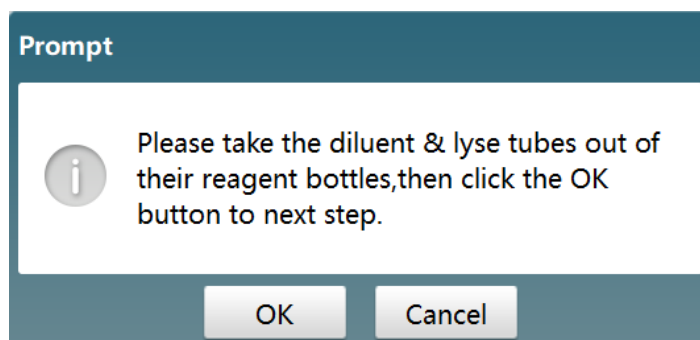 Prompt
Please take the diluent & lyse tubes out of
their reagent bottles,then click the OK
button to next step.
OK
Cancel